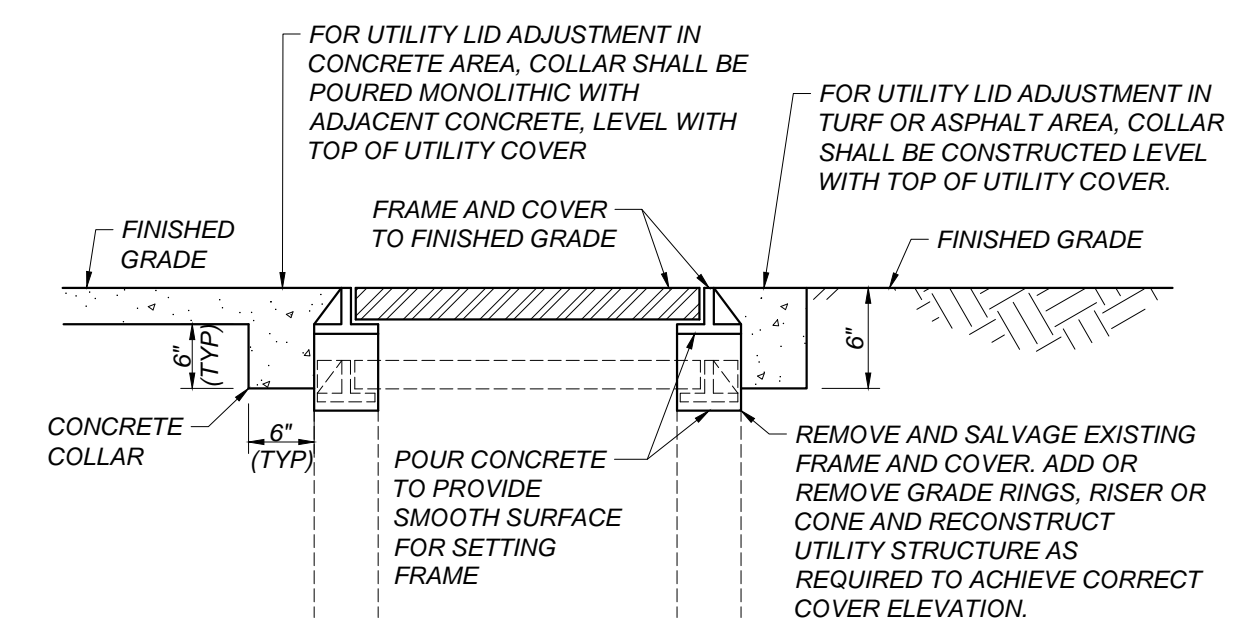 FOR UTILITY LID ADJUSTMENT IN
CONCRETE AREA, COLLAR SHALL BE
POURED MONOLITHIC WITH
ADJACENT CONCRETE, LEVEL WITH
TOP OF UTILITY COVER
FOR UTILITY LID ADJUSTMENT IN
TURF OR ASPHALT AREA, COLLAR
SHALL BE CONSTRUCTED LEVEL
WITH TOP OF UTILITY COVER.
FINISHED
GRADE
FRAME AND COVER
TO FINISHED GRADE
FINISHED GRADE
6"
(TYP)
6"
CONCRETE
COLLAR
6"
(TYP)
POUR CONCRETE
TO PROVIDE
SMOOTH SURFACE
FOR SETTING
FRAME
REMOVE AND SALVAGE EXISTING
FRAME AND COVER. ADD OR
REMOVE GRADE RINGS, RISER OR
CONE AND RECONSTRUCT
UTILITY STRUCTURE AS
REQUIRED TO ACHIEVE CORRECT
COVER ELEVATION.